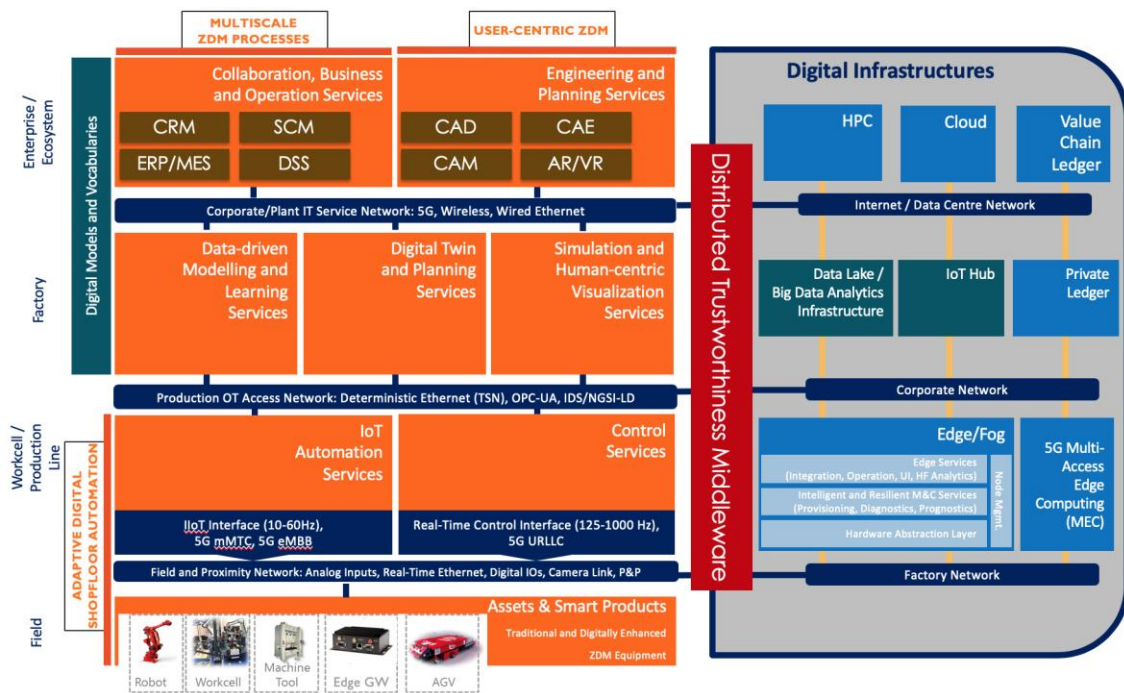 MULTISCALE
ZDM PROCESSES
USER-CENTRIC ZDM
Enterprise /
Ecosystem
Digital Models and Vocabularies
Collaboration, Business
and Operation Services
CRM
SCM
ERP/MES
DSS
Engineering and
Planning Services
CAD
CAE
CAM
AR/VR
Corporate/Plant IT Service Network: 5G, Wireless, Wired Ethernet
Factory
Data-driven
Modelling and
Learning
Services
Digital Twin
and Planning
Services
Simulation and
Human-centric
Visualization
Services
Production OT Access Network: Deterministic Ethernet (TSN), OPC-UA, IDS/NGSI-LD
Workcell /
Production
Line
ADAPTIVE DIGITAL
SHOPFLOOR AUTOMATION
IoT
Automation
Services
Control
Services
IIoT Interface (10-60Hz),
5G mMTC, 5G eMBB
Real-Time Control Interface (125-1000 Hz),
5G URLLC
Field and Proximity Network: Analog Inputs, Real-Time Ethernet, Digital IOs, Camera Link, P&P
Field
Assets & Smart Products
Traditional and Digitally Enhanced
ZDM Equipment
Robot
Workcell
Machine
Tool
Edge GW
AGV
Distributed Trustworthiness Middleware
Digital Infrastructures
HPC
Cloud
Value
Chain
Ledger
Internet / Data Centre Network
Data Lake /
Big Data Analytics
Infrastructure
IoT Hub
Private
Ledger
Corporate Network
Edge/Fog
Edge Services
(Integration, Operation, UI, HF Analytics)
Intelligent and Resilient M&C Services
(Provisioning, Diagnostics, Prognostics)
Hardware Abstraction Layer
Node Mgmt.
5G Multi-
Access
Edge
Computing
(MEC)
Factory Network